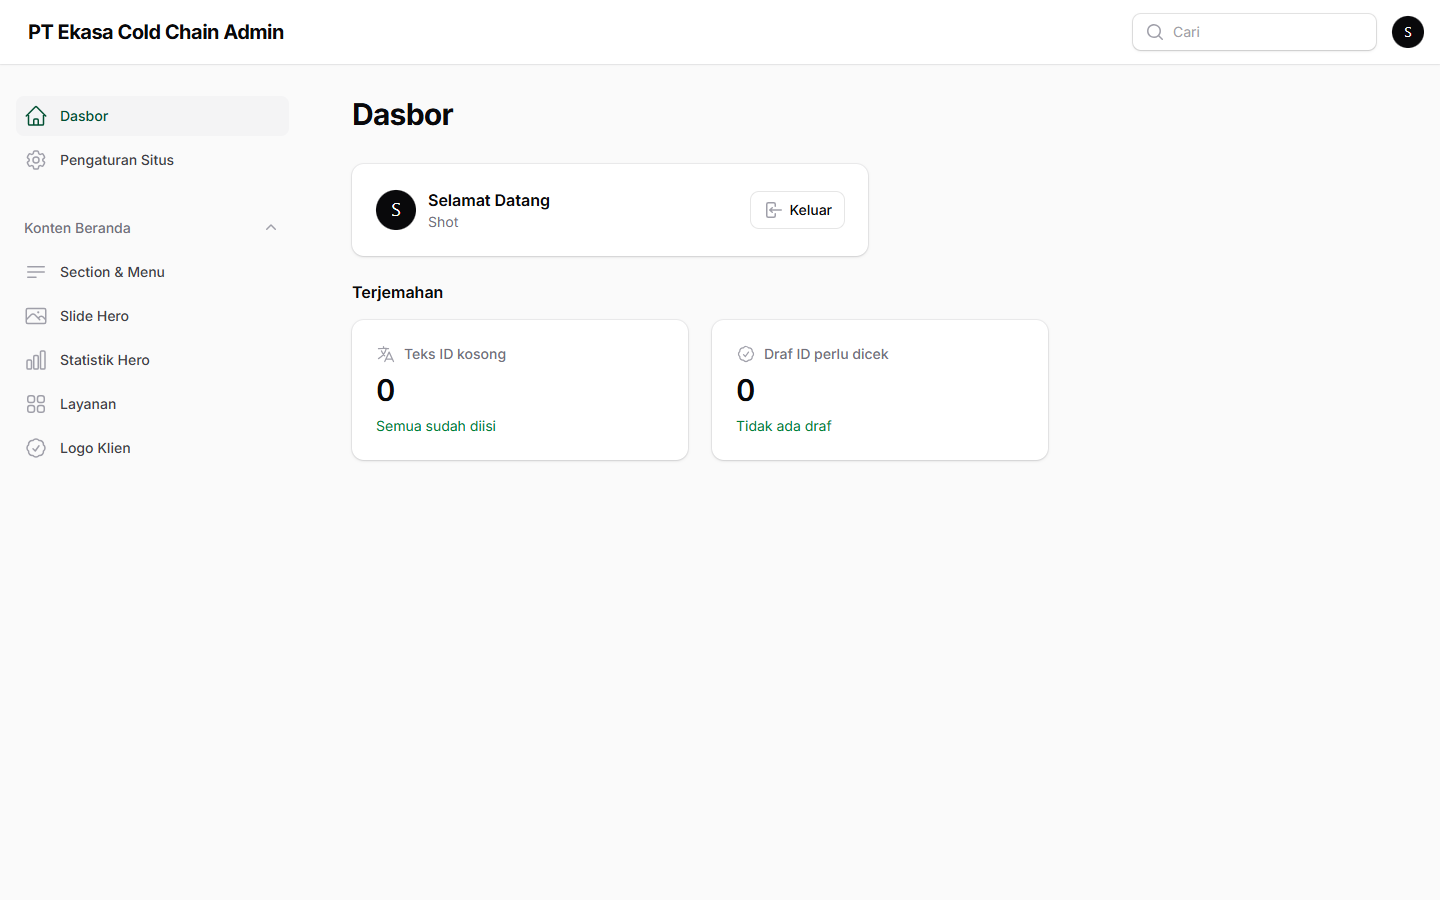 PT Ekasa Cold Chain Admin
Cari
S
Dasbor
Pengaturan Situs
Konten Beranda
Section & Menu
Slide Hero
Statistik Hero
Layanan
Logo Klien
Dasbor
S
Selamat Datang
Shot
Keluar
Terjemahan
Teks ID kosong
0
Semua sudah diisi
Draf ID perlu dicek
0
Tidak ada draf